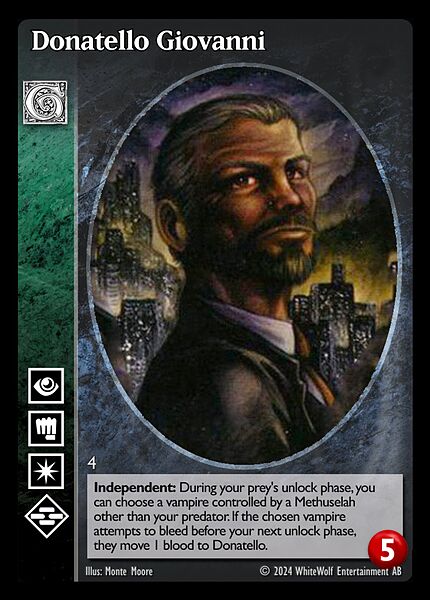 Donatello Giovanni
4
Independent: During your prey's unlock phase, you
can choose a vampire controlled by a Methuselah
other than your predator. If the chosen vampire
attempts to bleed before your next unlock phase,
they move 1 blood to Donatello.
5
Illus: Monte Moore
© 2024 WhiteWolf Entertainment AB